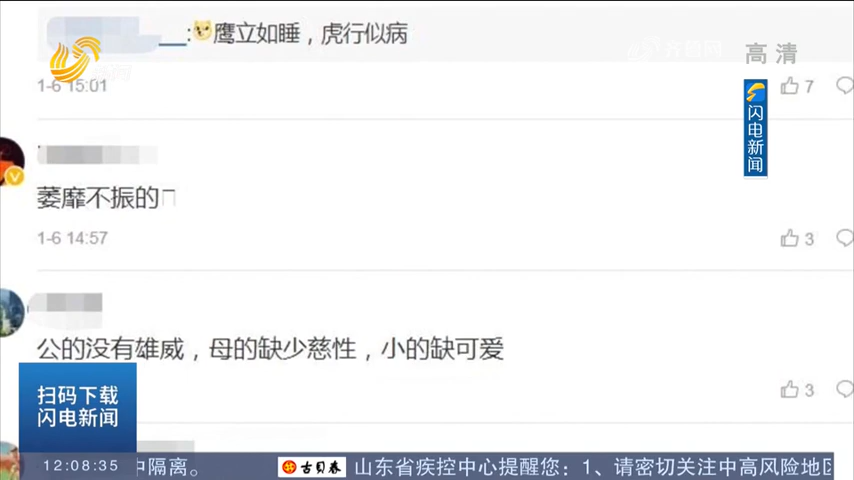 :鹰立如睡，虎行似病
1-6 15:01
7
高清
闪电新闻
萎靡不振的
1-6 14:57
3
公的没有雄威，母的缺少慈性，小的缺可爱
3
扫码下载
闪电新闻
12:08:35
中隔离。
古贝春
山东省疾控中心提醒您：1、请密切关注中高风险地区